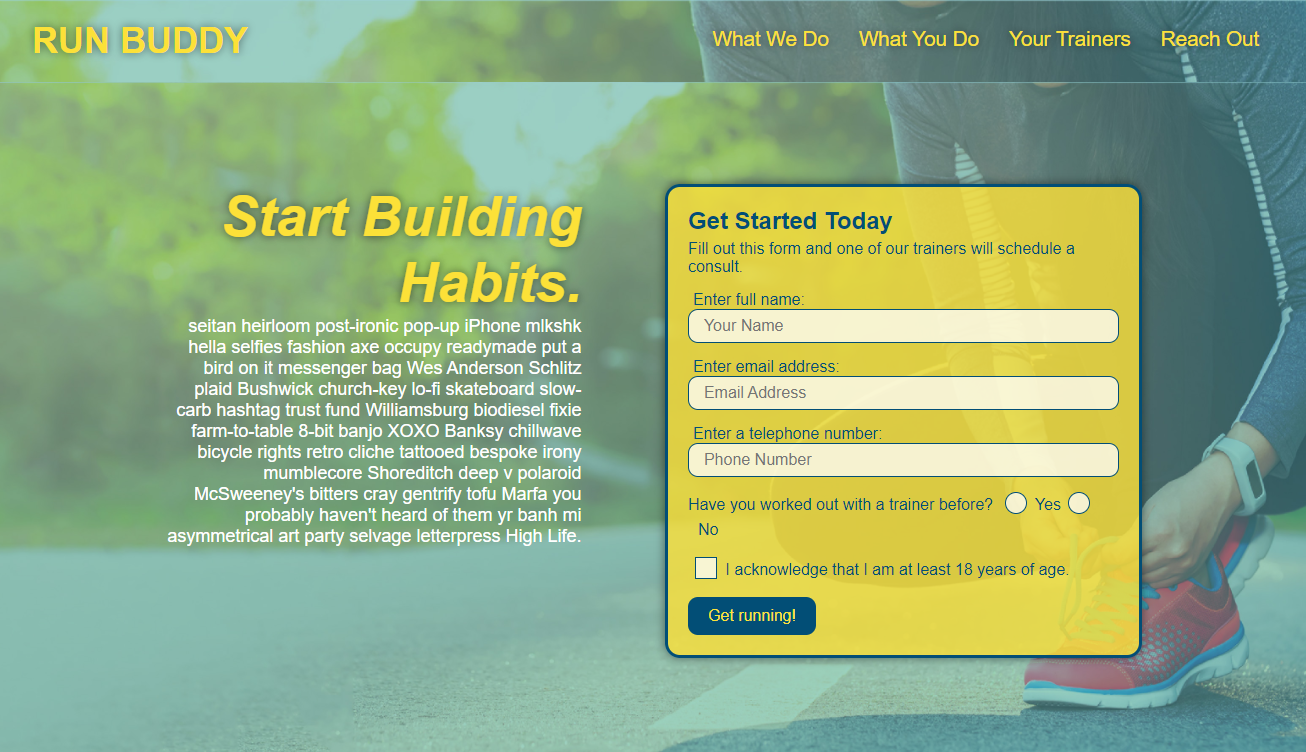 RUN BUDDY
What We Do What You Do Your Trainers Reach Out
Start Building
Habits.
seitan heirloom post-ironic pop-up iPhone mlkshk
hella selfies fashion axe occupy readymade put a
bird on it messenger bag Wes Anderson Schlitz
plaid Bushwick church-key lo-fi skateboard slow-
carb hashtag trust fund Williamsburg biodiesel fixie
farm-to-table 8-bit banjo XOXO Banksy chillwave
bicycle rights retro cliche tattooed bespoke irony
mumblecore Shoreditch deep v polaroid
McSweeney's bitters cray gentrify tofu Marfa you
probably haven't heard of them yr banh mi
asymmetrical art party selvage letterpress High Life.
Get Started Today
Fill out this form and one of our trainers will schedule a
consult.
Enter full name:
Your Name
Enter email address:
Email Address
Enter a telephone number:
Phone Number
Have you worked out with a trainer before? Yes
No
I acknowledge that I am at least 18 years of age.
Get running!